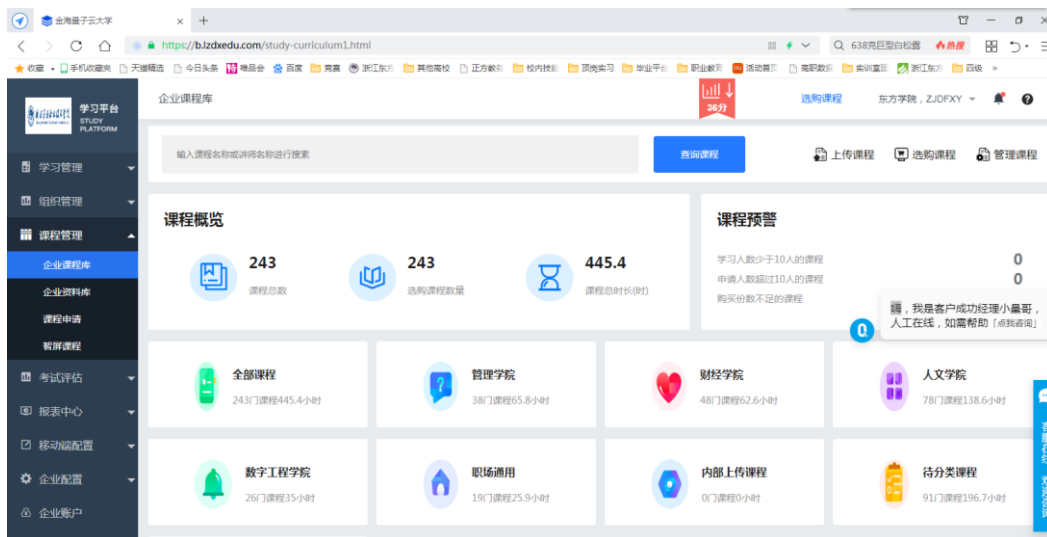 金海量子云大学
https://b.lzdxedu.com/study-curriculum1.html
638克巨型白松露 热搜
收藏 手机收藏夹 天猫精选 今日头条 唯品会 百度 竞赛 浙江东方 其他高校 正方教务 校内技能 顶岗实习 毕业平台 职业教育 活动首页 高职数据 实训室 浙江东方 四级 »
学习平台
STUDY
PLATFORM
企业课程库
36分
选购课程
东方学院，ZJDFXY
输入课程名称或讲师名称进行搜索
查询课程
上传课程
选购课程
管理课程
学习管理
组织管理
课程管理
企业课程库
企业资料库
课程申请
智屏课程
考试评估
报表中心
移动端配置
企业配置
企业账户
课程概览
243
课程总数
243
选购课程数量
445.4
课程总时长(时)
课程预警
学习人数少于10人的课程 0
申请人数超过10人的课程 0
购买份数不足的课程
嗨，我是客户成功经理小量哥，
人工在线，如需帮助「点我咨询」
全部课程
243门课程445.4小时
管理学院
38门课程65.8小时
财经学院
48门课程62.6小时
人文学院
78门课程138.6小时
数字工程学院
26门课程35小时
职场通用
19门课程25.9小时
内部上传课程
0门课程0小时
待分类课程
91门课程196.7小时
客服在线 欢迎咨询